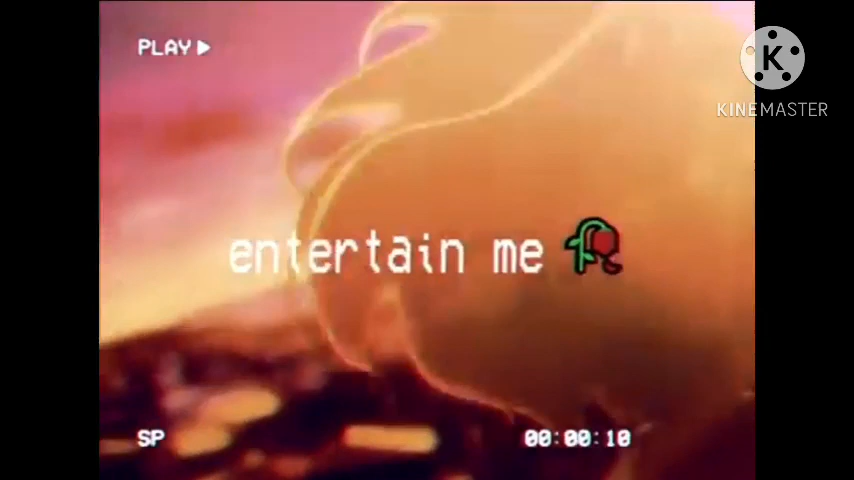 PLAY
K
KINEMASTER
entertain me 🥀
SP
00:00:10